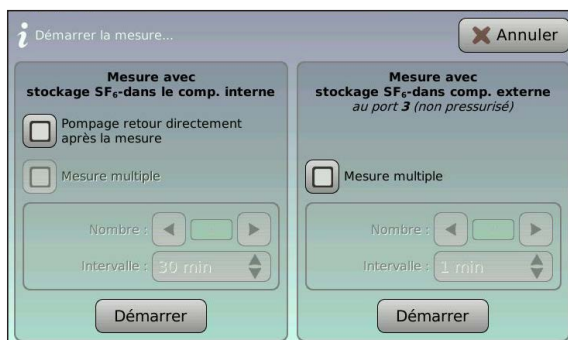 Démarrer la mesure...
Annuler
Mesure avec
stockage SF₆-dans le comp. interne
Pompage retour directement
après la mesure
Mesure multiple
Nombre :
Intervalle : 30 min
Démarrer
Mesure avec
stockage SF₆-dans comp. externe
au port 3 (non pressurisé)
Mesure multiple
Nombre :
Intervalle : 1 min
Démarrer